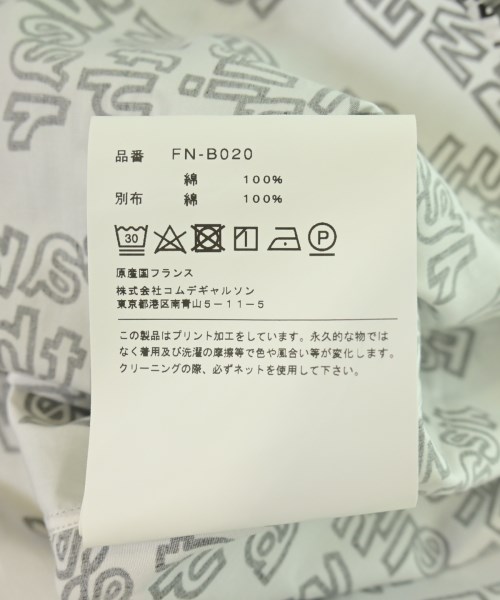 品番 FN-B020
綿 100%
別布 綿 100%
30
P
原産国フランス
株式会社コムデギャルソン
東京都港区南青山5-11-5
この製品はプリント加工をしています。永久的な物では
なく着用及び洗濯の摩擦等で色や風合い等が変化します。
クリーニングの際、必ずネットを使用して下さい。